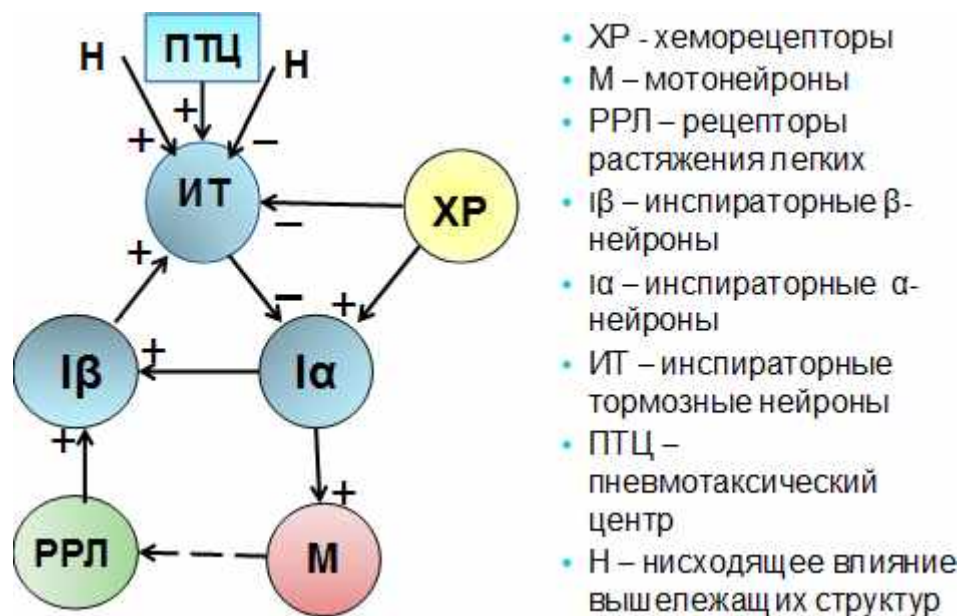 Н
ПТЦ
Н
+
+
−
ИТ
−
ХР
+
−
+
Iβ
+
Iα
+
+
РРЛ
М
• ХР - хеморецепторы
• М – мотонейроны
• РРЛ – рецепторы
растяжения легких
• Iβ – инспираторные β-
нейроны
• Iα – инспираторные α-
нейроны
• ИТ – инспираторные
тормозные нейроны
• ПТЦ –
пневмотаксический
центр
• Н – нисходящее влияние
вышележащих структур